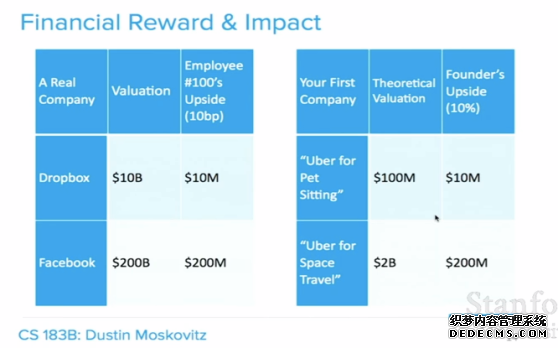 Financial Reward & Impact
A Real
Company
Valuation
Employee
#100's
Upside
(10bp)
Dropbox
$10B
$10M
Facebook
$200B
$200M
Your First
Company
Theoretical
Valuation
Founder's
Upside
(10%)
"Uber for
Pet
Sitting"
$100M
$10M
"Uber for
Space
Travel"
$2B
$200M
CS 183B: Dustin Moskovitz
Stanfo
织梦内容管理系统
DEDECMS.COM